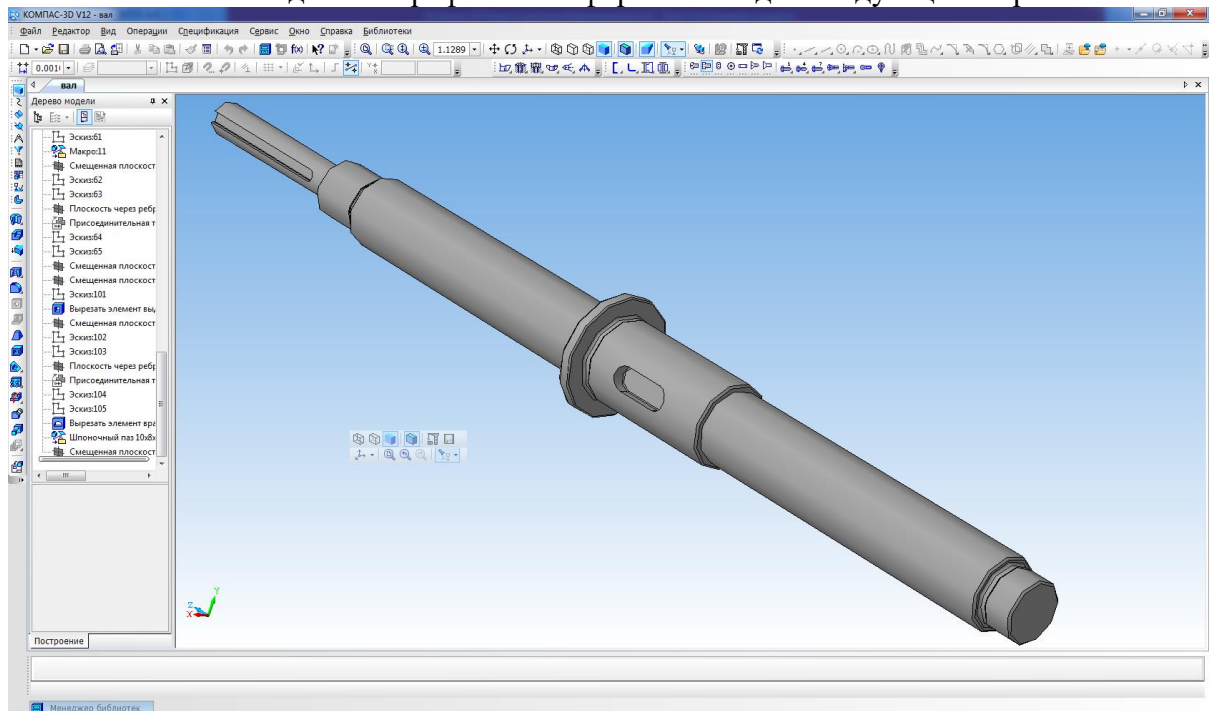 КОМПАС-3D V12 - вал
Файл Редактор Вид Операции Спецификация Сервис Окно Справка Библиотеки
1.1289
вал
Дерево модели
Эскиз:61
Макро:11
Смещенная плоскост
Эскиз:62
Эскиз:63
Плоскость через ребр
Присоединительная т
Эскиз:64
Эскиз:65
Смещенная плоскост
Смещенная плоскост
Эскиз:101
Вырезать элемент вы
Смещенная плоскост
Эскиз:102
Эскиз:103
Плоскость через ребр
Присоединительная т
Эскиз:104
Эскиз:105
Вырезать элемент вра
Шпоночный паз 10x8x
Смещенная плоскост
Y
Z
X
Построение
Менеджер библиотек